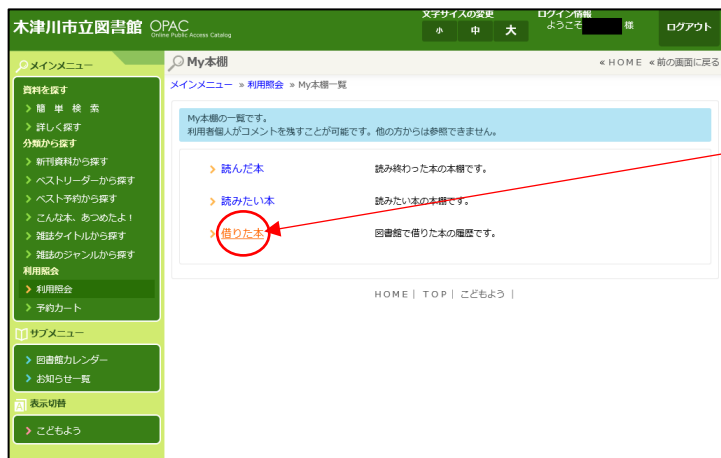 木津川市立図書館 OPAC
Online Public Access Catalog
文字サイズの変更
小 中 大
ログイン情報
ようこそ 様
ログアウト
メインメニュー
資料を探す
簡 単 検 索
詳しく探す
分類から探す
新刊資料から探す
ベストリーダーから探す
ベスト予約から探す
こんな本、あつめたよ！
雑誌タイトルから探す
雑誌のジャンルから探す
利用照会
利用照会
予約カート
サブメニュー
図書館カレンダー
お知らせ一覧
表示切替
こどもよう
My本棚
« HOME « 前の画面に戻る
メインメニュー » 利用照会 » My本棚一覧
My本棚の一覧です。
利用者個人がコメントを残すことが可能です。他の方からは参照できません。
読んだ本 読み終わった本の本棚です。
読みたい本 読みたい本の本棚です。
借りた本 図書館で借りた本の履歴です。
HOME｜ TOP｜ こどもよう ｜